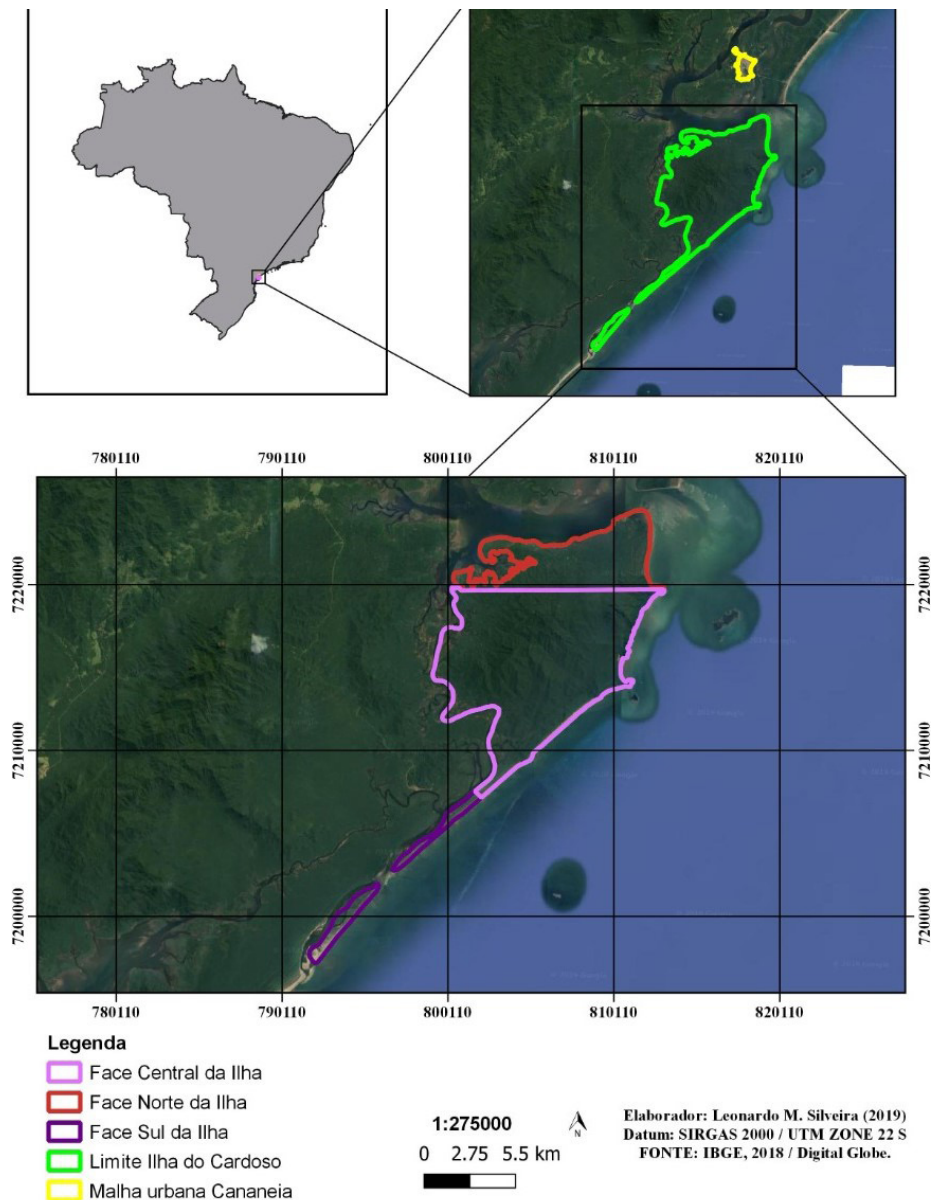 780110 790110 800110 810110 820110
7220000 7220000
7210000 7210000
7200000 7200000
780110 790110 800110 810110 820110
Legenda
Face Central da Ilha
Face Norte da Ilha
Face Sul da Ilha
Limite Ilha do Cardoso
Malha urbana Cananeia
1:275000
0 2.75 5.5 km
N
Elaborador: Leonardo M. Silveira (2019)
Datum: SIRGAS 2000 / UTM ZONE 22 S
FONTE: IBGE, 2018 / Digital Globe.